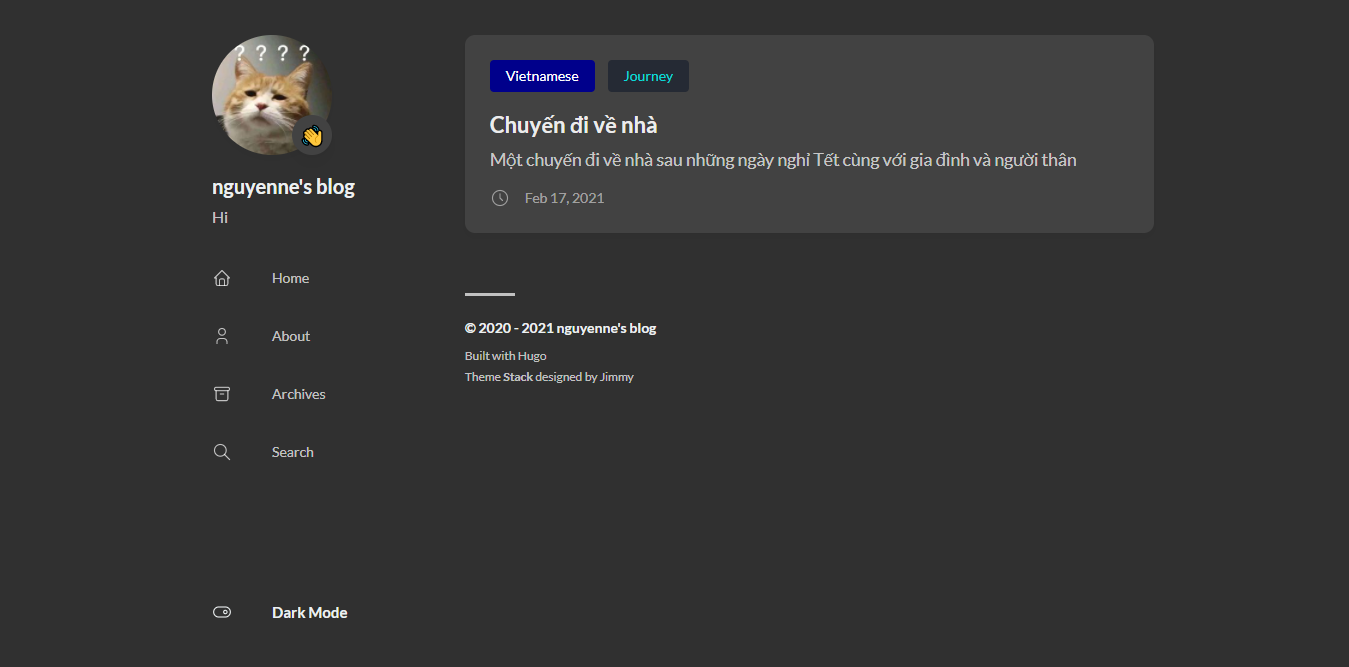 ? ? ? ?
nguyenne's blog
Hi
Home
About
Archives
Search
Dark Mode
Vietnamese Journey
Chuyến đi về nhà
Một chuyến đi về nhà sau những ngày nghỉ Tết cùng với gia đình và người thân
Feb 17, 2021
© 2020 - 2021 nguyenne's blog
Built with Hugo
Theme Stack designed by Jimmy